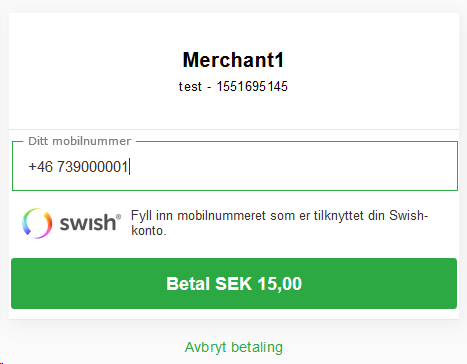 Merchant1
test - 1551695145
Ditt mobilnummer
+46 739000001
swish®
Fyll inn mobilnummeret som er tilknyttet din Swish-
konto.
Betal SEK 15,00
Avbryt betaling